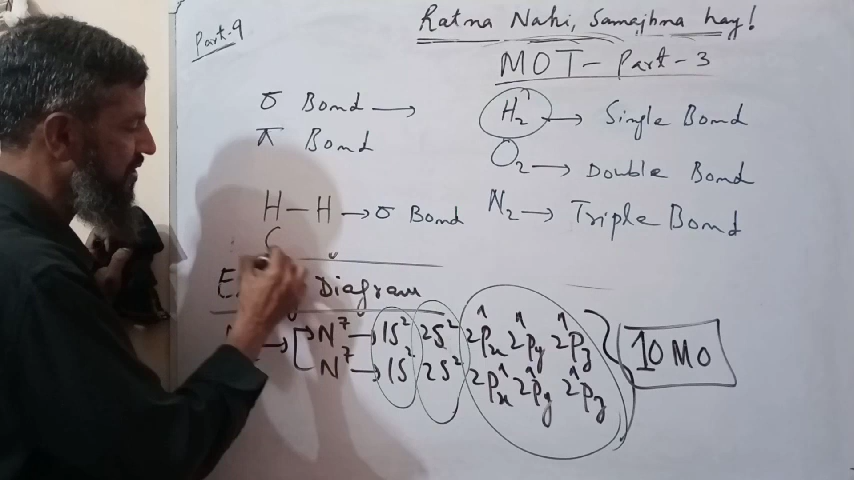 Part-9
Ratna Nahi, Samajhna hay!
MOT- Part-3
σ Bond →
π Bond
H2 → Single Bond
O2 → Double Bond
N2 → Triple Bond
H-H → σ Bond
Diagram
→ N7 → 1S2 2S2 2Px1 2Py1 2Pz1
N7 → 1S2 2S2 2Px1 2Py1 2Pz1
10 MO